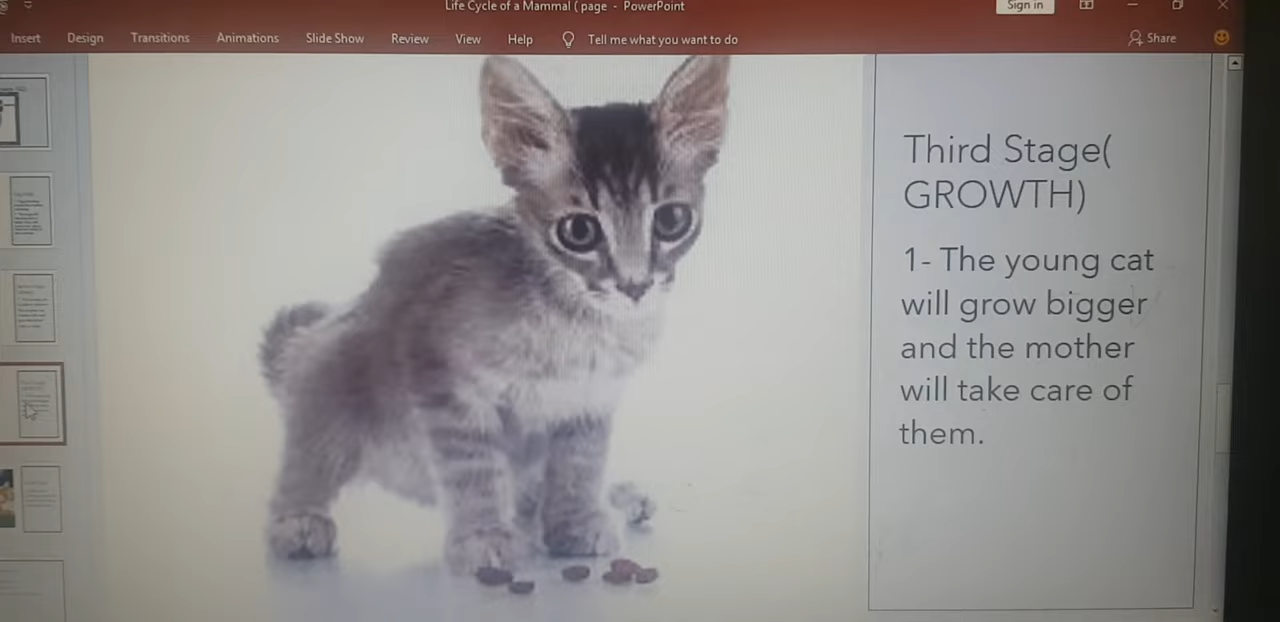 Life Cycle of a Mammal ( page - PowerPoint
Sign in
Insert Design Transitions Animations Slide Show Review View Help Tell me what you want to do Share
Third Stage(
GROWTH)
1- The young cat
will grow bigger
and the mother
will take care of
them.